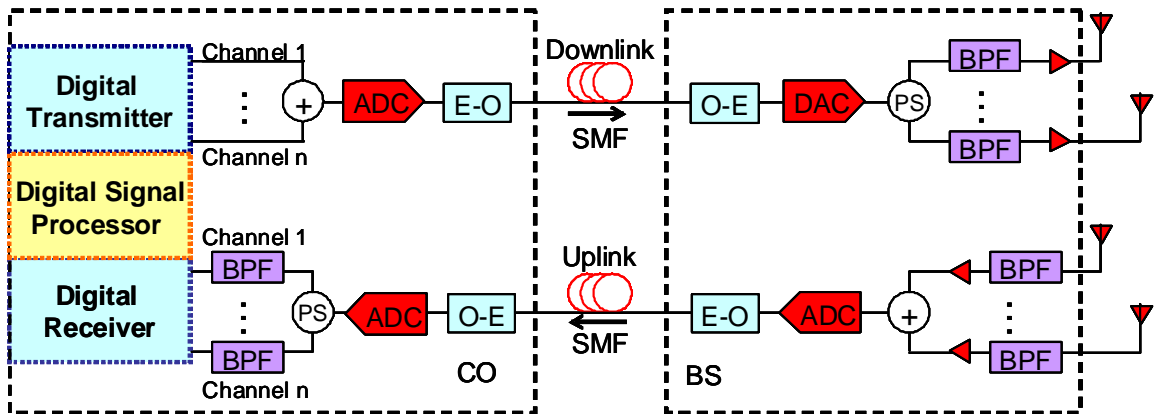 Digital
Transmitter
Digital Signal
Processor
Digital
Receiver
Channel 1
Channel n
+
ADC
E-O
Downlink
SMF
O-E
DAC
PS
BPF
BPF
Channel 1
BPF
BPF
Channel n
PS
ADC
O-E
CO
Uplink
SMF
E-O
ADC
+
BPF
BPF
BS